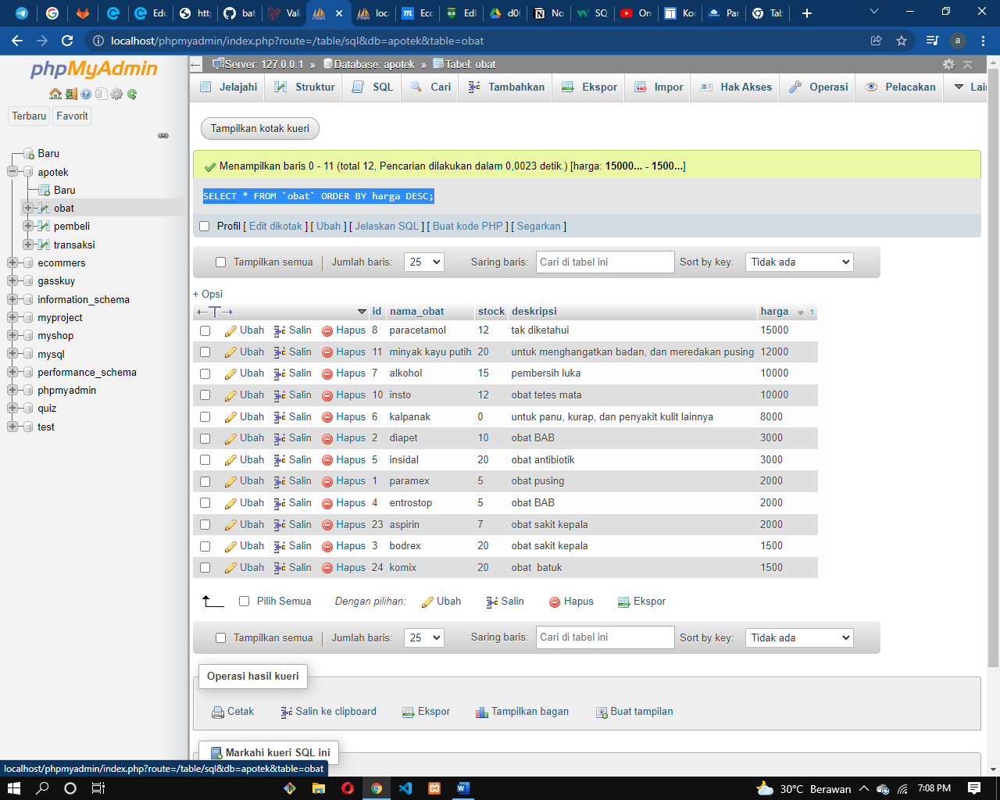 Edu
htt
bat
Vali
loca
Ecc
Edl
d0(
No
SQ
On
Kor
Par
Tab
localhost/phpmyadmin/index.php?route=/table/sql&db=apotek&table=obat
a
phpMyAdmin
Terbaru Favorit
Baru
apotek
Baru
obat
pembeli
transaksi
ecommers
gasskuy
information_schema
myproject
myshop
mysql
performance_schema
phpmyadmin
quiz
test
Server: 127.0.0.1 » Database: apotek » Tabel: obat
Jelajahi Struktur SQL Cari Tambahkan Ekspor Impor Hak Akses Operasi Pelacakan Lai
Tampilkan kotak kueri
Menampilkan baris 0 - 11 (total 12, Pencarian dilakukan dalam 0,0023 detik.) [harga: 15000... - 1500...]
SELECT * FROM `obat` ORDER BY harga DESC;
Profil [ Edit dikotak ] [ Ubah ] [ Jelaskan SQL ] [ Buat kode PHP ] [ Segarkan ]
Tampilkan semua Jumlah baris: 25 Saring baris: Cari di tabel ini Sort by key: Tidak ada
+ Opsi
←T→ id nama_obat stock deskripsi harga 1
Ubah Salin Hapus 8 paracetamol 12 tak diketahui 15000
Ubah Salin Hapus 11 minyak kayu putih 20 untuk menghangatkan badan, dan meredakan pusing 12000
Ubah Salin Hapus 7 alkohol 15 pembersih luka 10000
Ubah Salin Hapus 10 insto 12 obat tetes mata 10000
Ubah Salin Hapus 6 kalpanak 0 untuk panu, kurap, dan penyakit kulit lainnya 8000
Ubah Salin Hapus 2 diapet 10 obat BAB 3000
Ubah Salin Hapus 5 insidal 20 obat antibiotik 3000
Ubah Salin Hapus 1 paramex 5 obat pusing 2000
Ubah Salin Hapus 4 entrostop 5 obat BAB 2000
Ubah Salin Hapus 23 aspirin 7 obat sakit kepala 2000
Ubah Salin Hapus 3 bodrex 20 obat sakit kepala 1500
Ubah Salin Hapus 24 komix 20 obat batuk 1500
Pilih Semua Dengan pilihan: Ubah Salin Hapus Ekspor
Tampilkan semua Jumlah baris: 25 Saring baris: Cari di tabel ini Sort by key: Tidak ada
Operasi hasil kueri
Cetak Salin ke clipboard Ekspor Tampilkan bagan Buat tampilan
Markahi kueri SQL ini
localhost/phpmyadmin/index.php?route=/table/sql&db=apotek&table=obat
30°C Berawan 7:08 PM